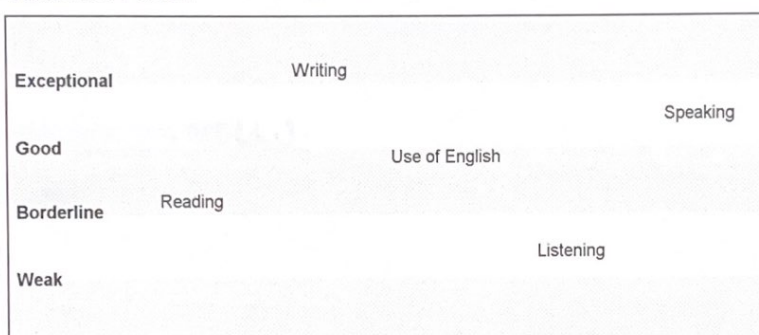 Writing
Exceptional
Speaking
Good
Use of English
Reading
Borderline
Listening
Weak